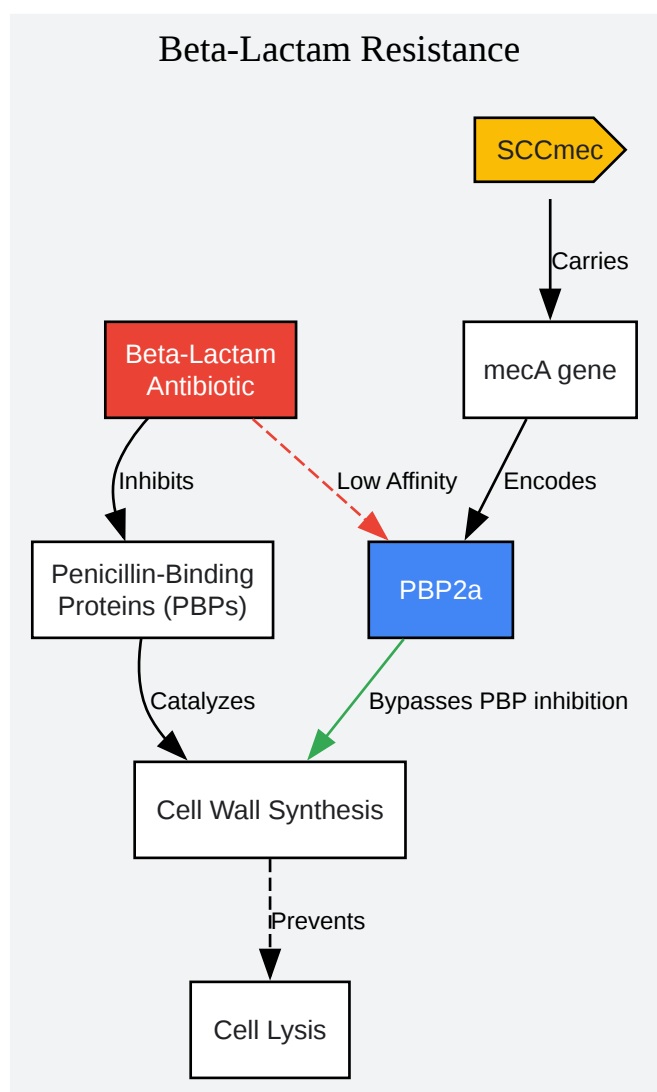 Beta-Lactam Resistance
SCCmec
Carries
Beta-Lactam
Antibiotic
mecA gene
Inhibits
Low Affinity
Encodes
Penicillin-Binding
Proteins (PBPs)
PBP2a
Catalyzes
Bypasses PBP inhibition
Cell Wall Synthesis
Prevents
Cell Lysis